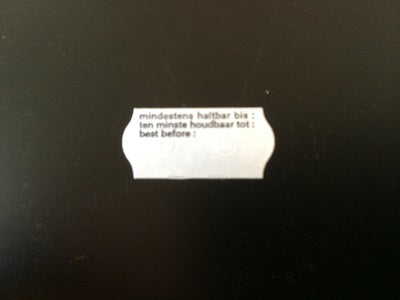 mindestens haltbar bis :
ten minste houdbaar tot :
best before :